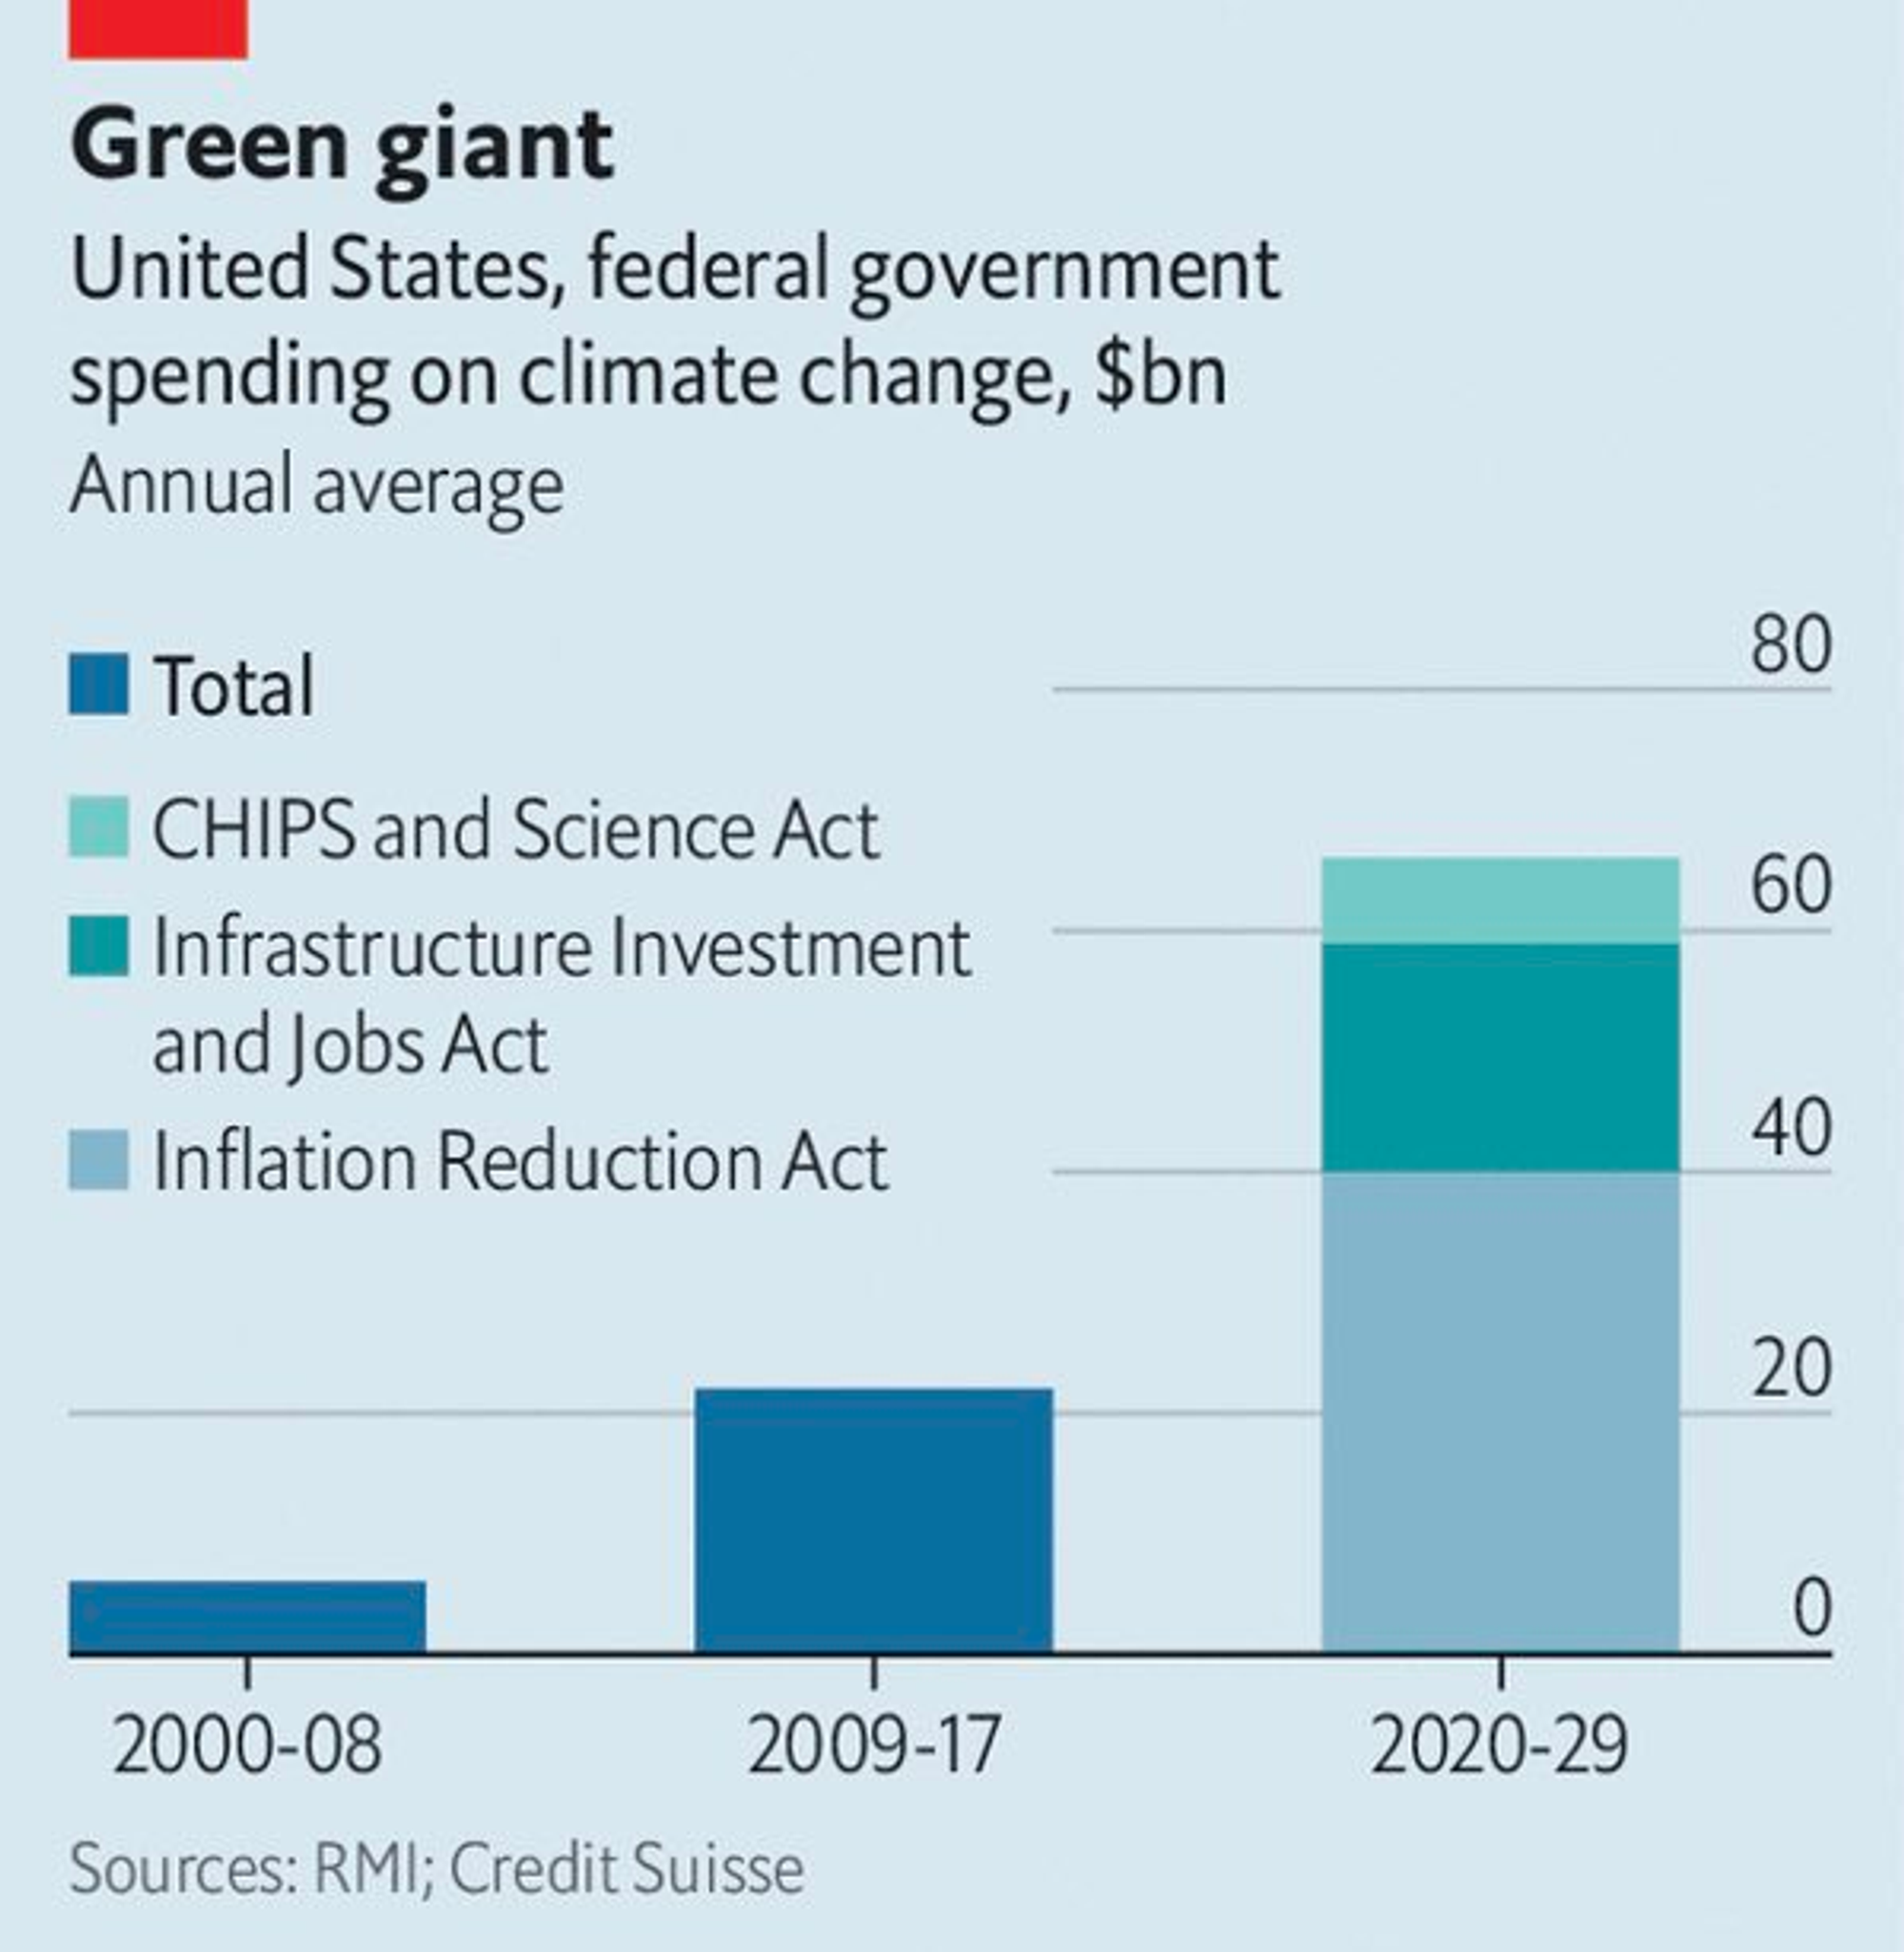 Green giant
United States, federal government
spending on climate change, $bn
Annual average
Total
CHIPS and Science Act
Infrastructure Investment
and Jobs Act
Inflation Reduction Act
80
60
40
20
0
2000-08
2009-17
2020-29
Sources: RMI; Credit Suisse